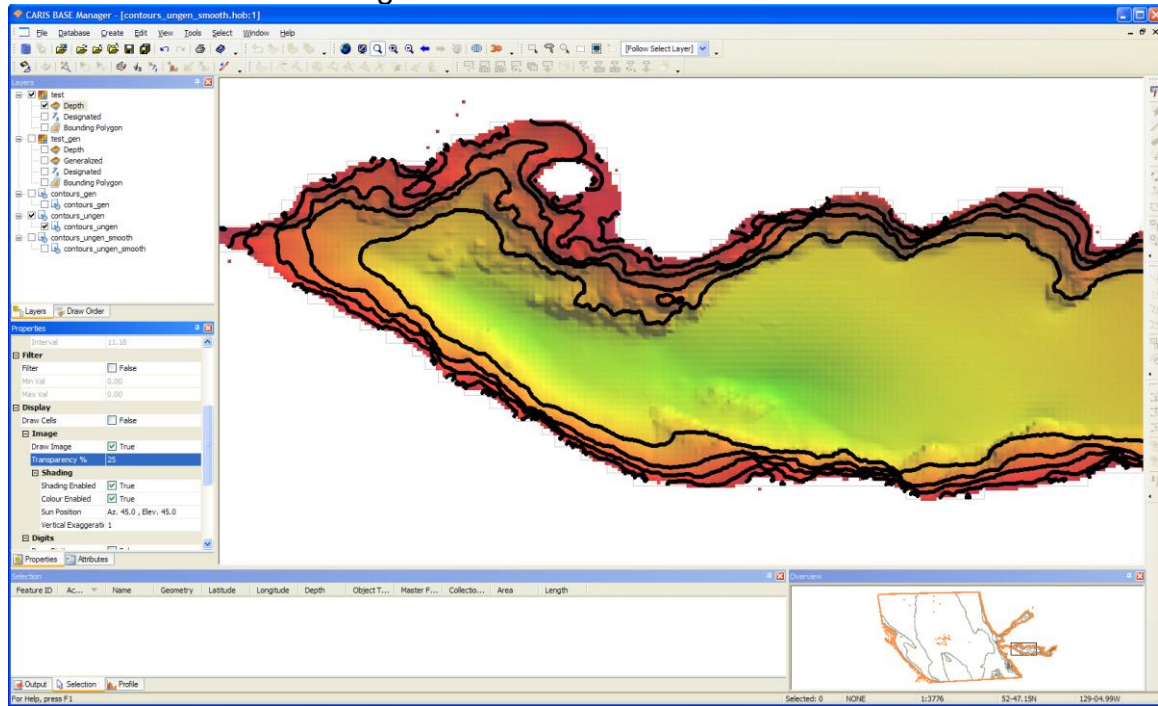 g
CARIS BASE Manager - [contours_ungen_smooth.hob:1]
File Database Create Edit View Tools Select Window Help
[Follow Select Layer]
Layers
test
Depth
Designated
Bounding Polygon
test_gen
Depth
Generalized
Designated
Bounding Polygon
contours_gen
contours_gen
contours_ungen
contours_ungen
contours_ungen_smooth
contours_ungen_smooth
Layers Draw Order
Properties
Interval 11.18
Filter
Filter False
Min Val 0.00
Max Val 0.00
Display
Draw Cells False
Image
Draw Image True
Transparency % 25
Shading
Shading Enabled True
Colour Enabled True
Sun Position Az. 45.0 , Elev. 45.0
Vertical Exaggerati 1
Digits
Properties Attributes
Selection
Feature ID Ac... Name Geometry Latitude Longitude Depth Object T... Master F... Collectio... Area Length
Overview
Output Selection Profile
For Help, press F1 Selected: 0 NONE 1:3776 52-47.15N 129-04.99W